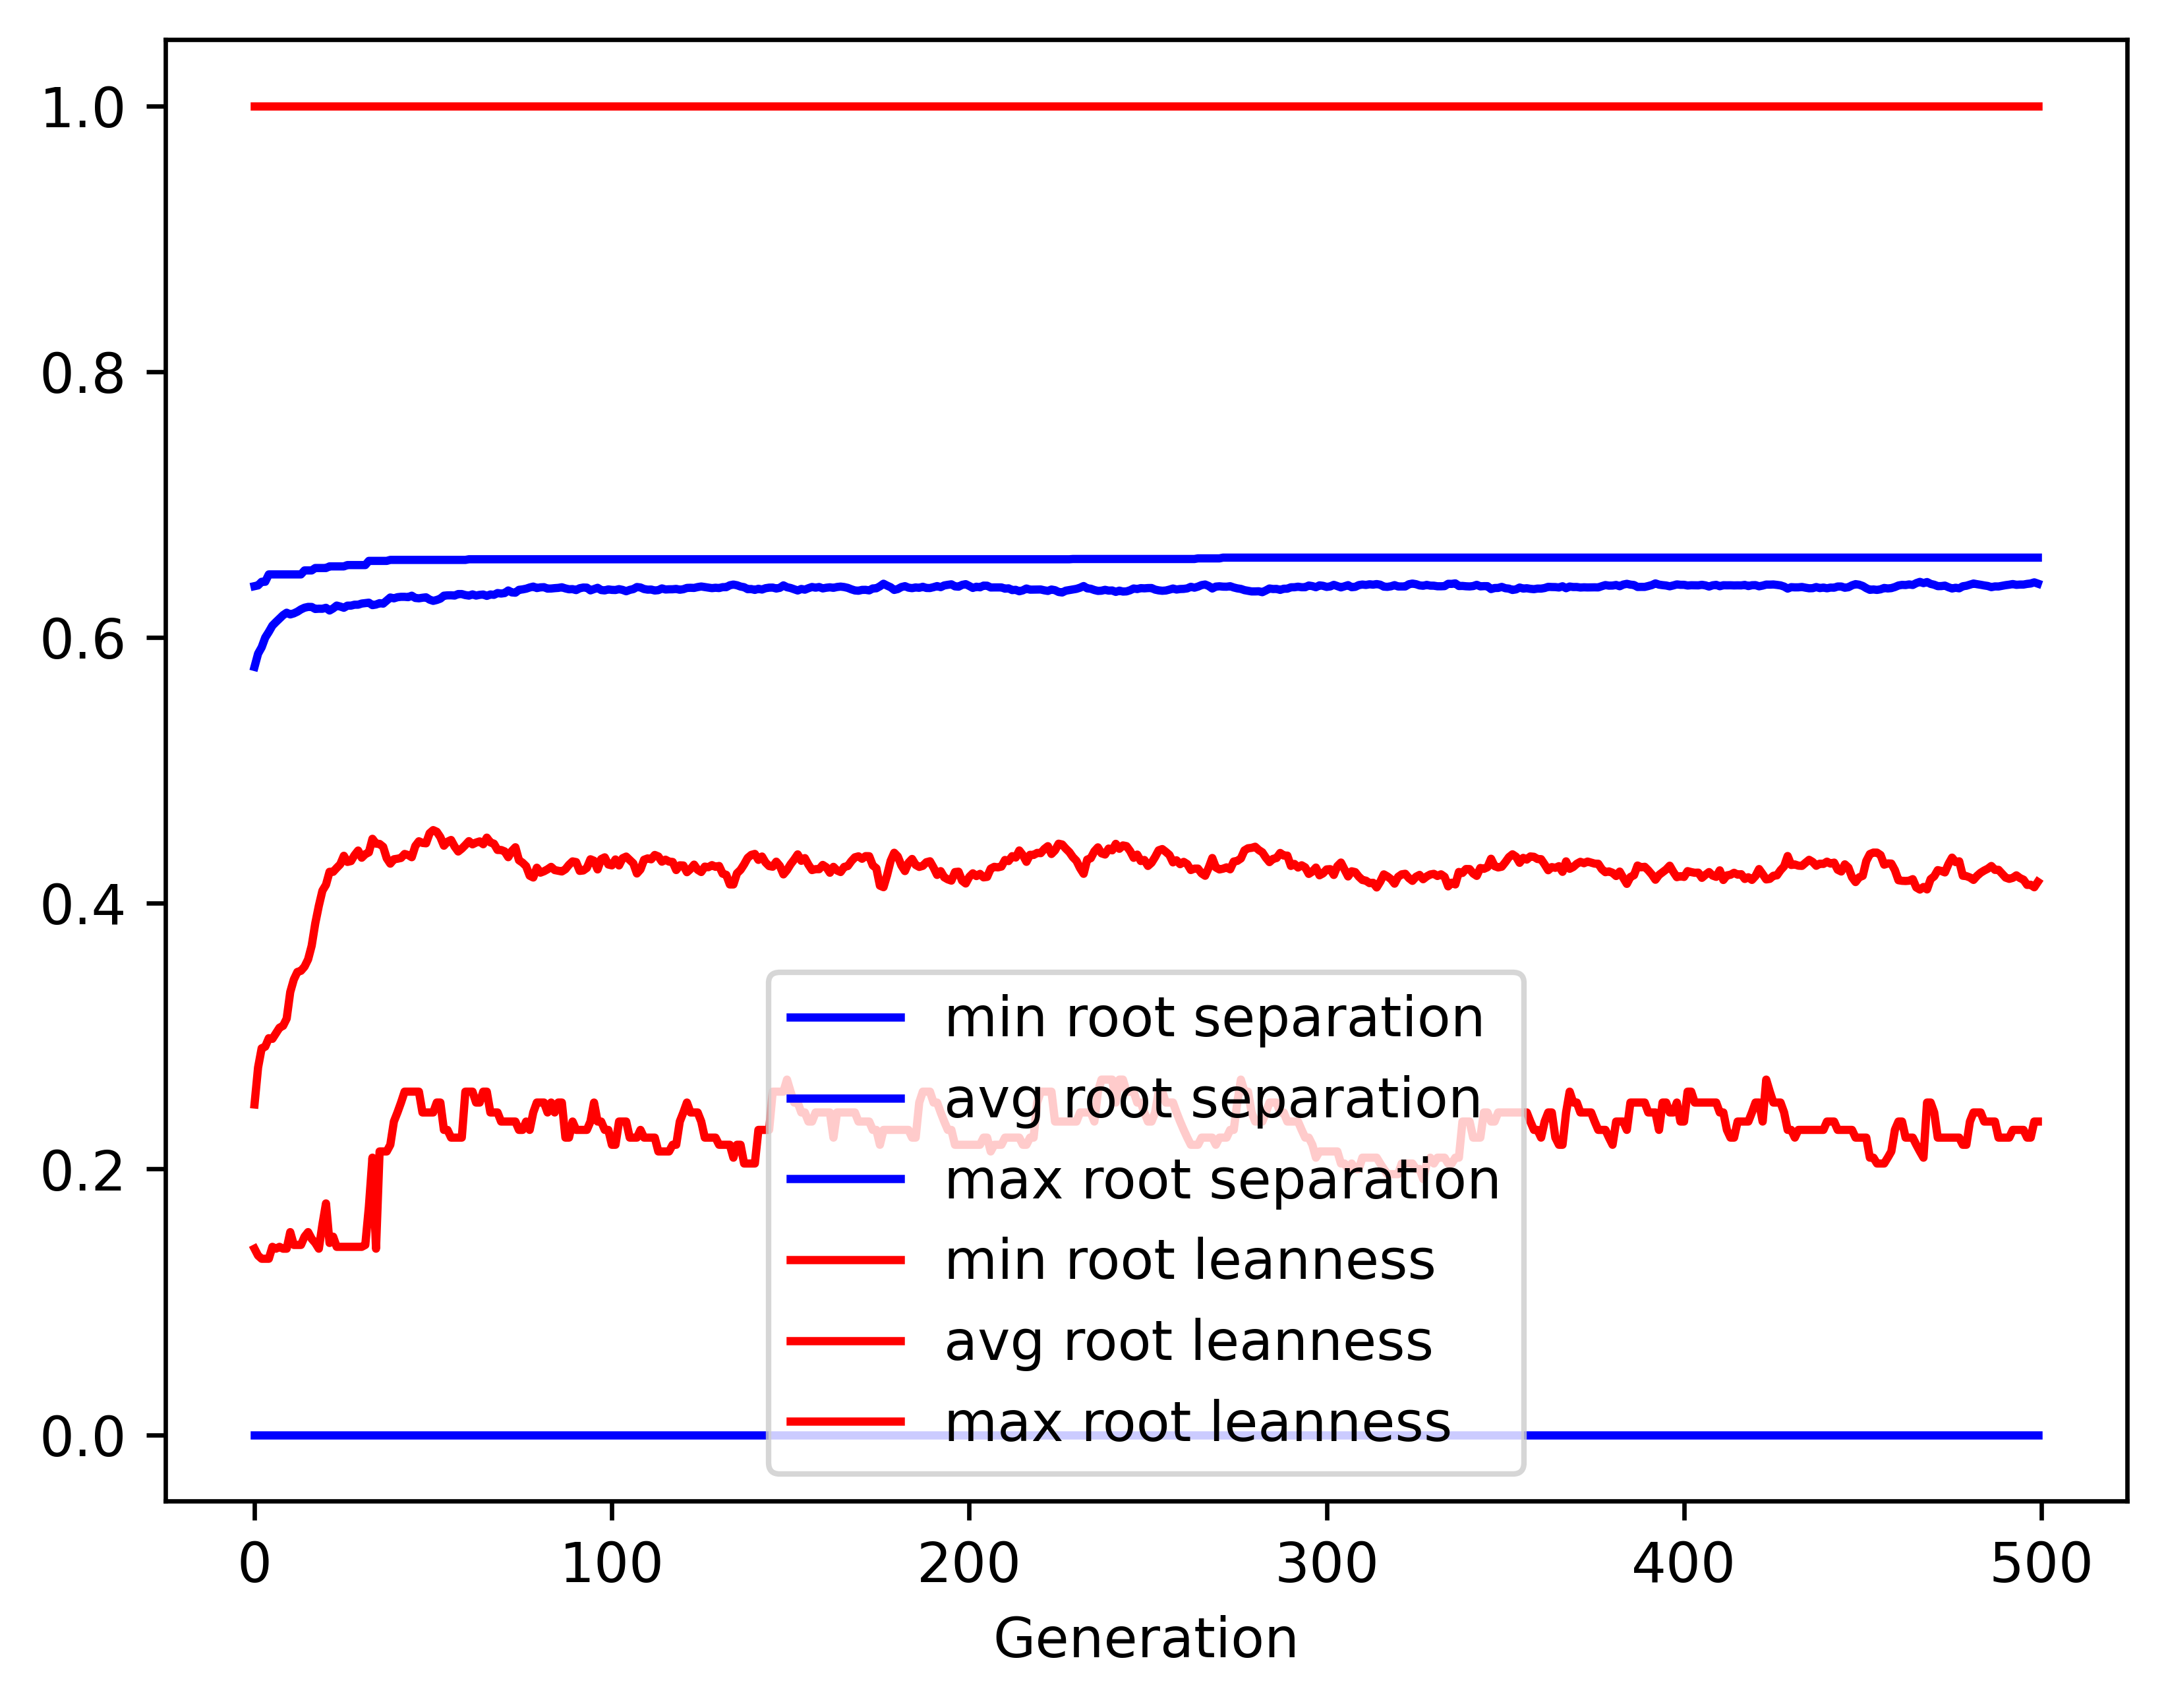 1.0
0.8
0.6
0.4
0.2
0.0
min root separation
avg root separation
max root separation
min root leanness
avg root leanness
max root leanness
0 100 200 300 400 500
Generation